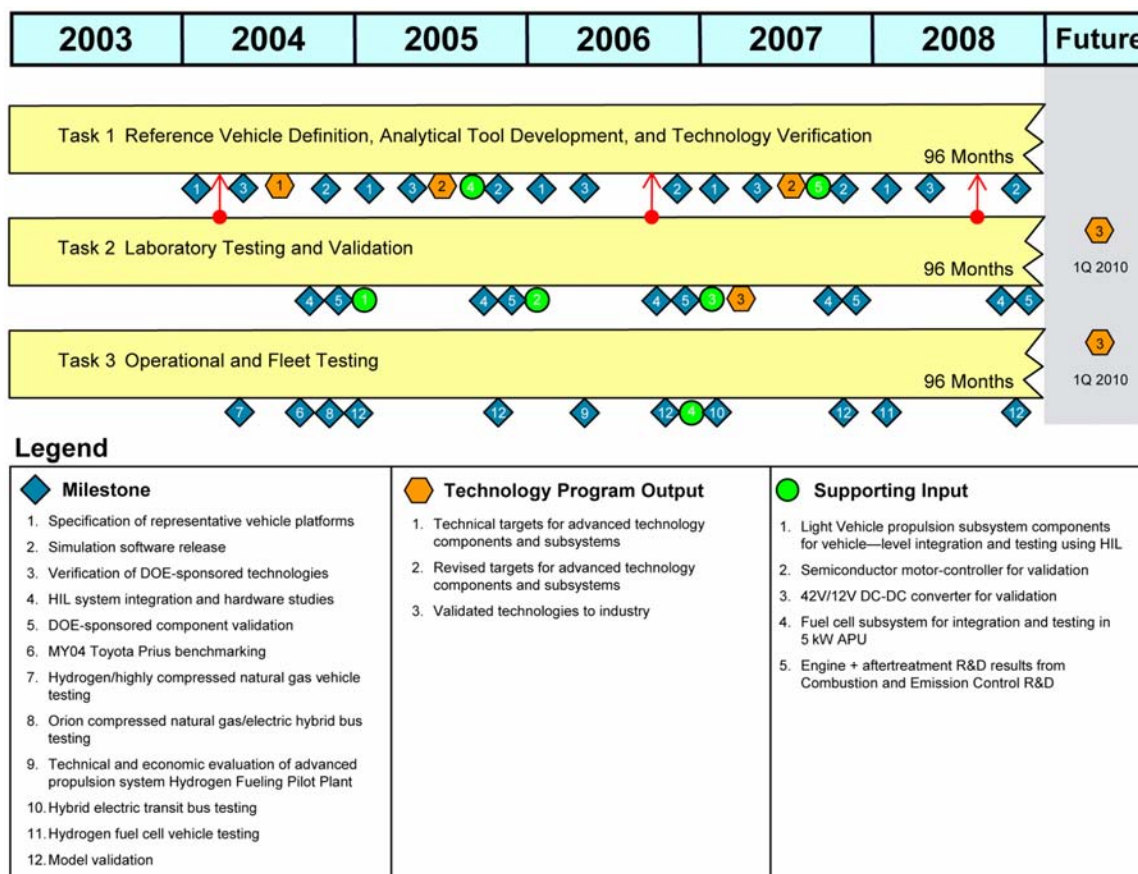 2003 2004 2005 2006 2007 2008 Future
Task 1 Reference Vehicle Definition, Analytical Tool Development, and Technology Verification
96 Months
1 3 1 2 1 3 2 4 2 1 3 2 1 3 2 5 2 1 3 2
Task 2 Laboratory Testing and Validation
96 Months
3
1Q 2010
4 5 1 4 5 2 4 5 3 3 4 5 4 5
Task 3 Operational and Fleet Testing
96 Months
3
1Q 2010
7 6 8 12 12 9 12 4 10 12 11 12
Legend
Milestone
1. Specification of representative vehicle platforms
2. Simulation software release
3. Verification of DOE-sponsored technologies
4. HIL system integration and hardware studies
5. DOE-sponsored component validation
6. MY04 Toyota Prius benchmarking
7. Hydrogen/highly compressed natural gas vehicle
testing
8. Orion compressed natural gas/electric hybrid bus
testing
9. Technical and economic evaluation of advanced
propulsion system Hydrogen Fueling Pilot Plant
10. Hybrid electric transit bus testing
11. Hydrogen fuel cell vehicle testing
12. Model validation
Technology Program Output
1. Technical targets for advanced technology
components and subsystems
2. Revised targets for advanced technology
components and subsystems
3. Validated technologies to industry
Supporting Input
1. Light Vehicle propulsion subsystem components
for vehicle—level integration and testing using HIL
2. Semiconductor motor-controller for validation
3. 42V/12V DC-DC converter for validation
4. Fuel cell subsystem for integration and testing in
5 kW APU
5. Engine + aftertreatment R&D results from
Combustion and Emission Control R&D